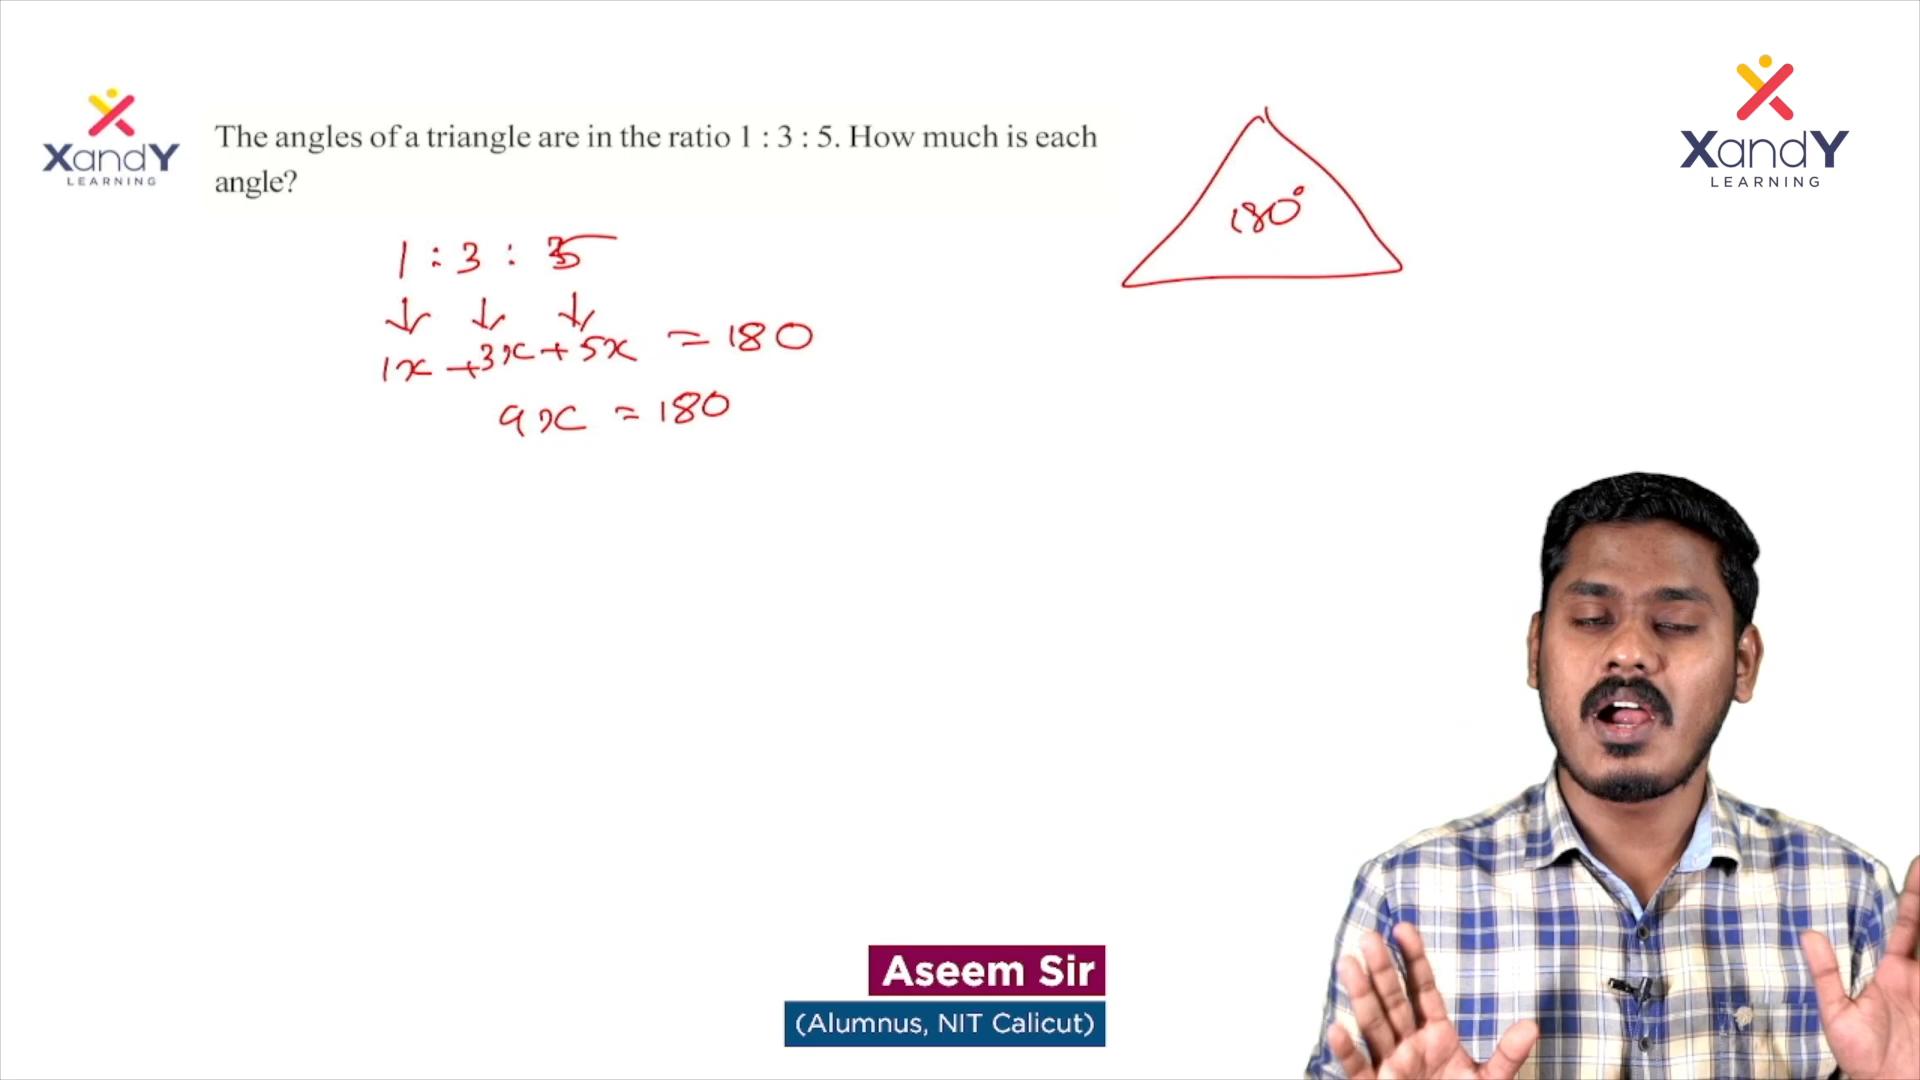 XandY
LEARNING
The angles of a triangle are in the ratio 1 : 3 : 5. How much is each
angle?
180°
XandY
LEARNING
1 : 3 : 5
1x + 3x + 5x = 180
9x = 180
Aseem Sir
(Alumnus, NIT Calicut)